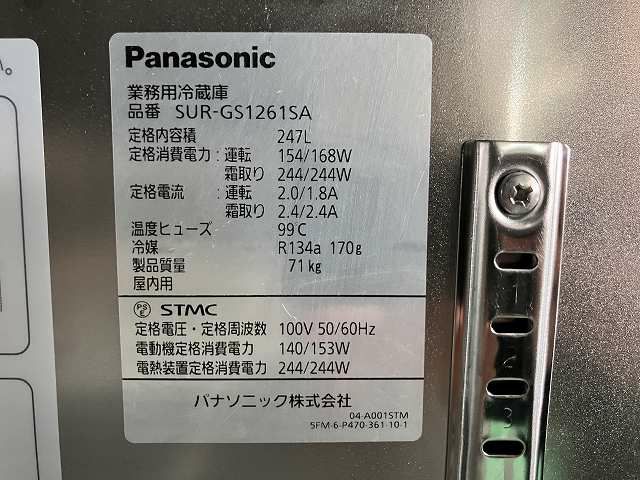 Panasonic
業務用冷蔵庫
品番 SUR-GS1261SA
定格内容積 247L
定格消費電力:運転 154/168W
霜取り 244/244W
定格電流 :運転 2.0/1.8A
霜取り 2.4/2.4A
温度ヒューズ 99℃
冷媒 R134a 170g
製品質量 71kg
屋内用
PS E STMC
定格電圧・定格周波数 100V 50/60Hz
電動機定格消費電力 140/153W
電熱装置定格消費電力 244/244W
パナソニック株式会社
04-A001STM
5FM-6-P470-361-10-1
1
2
3